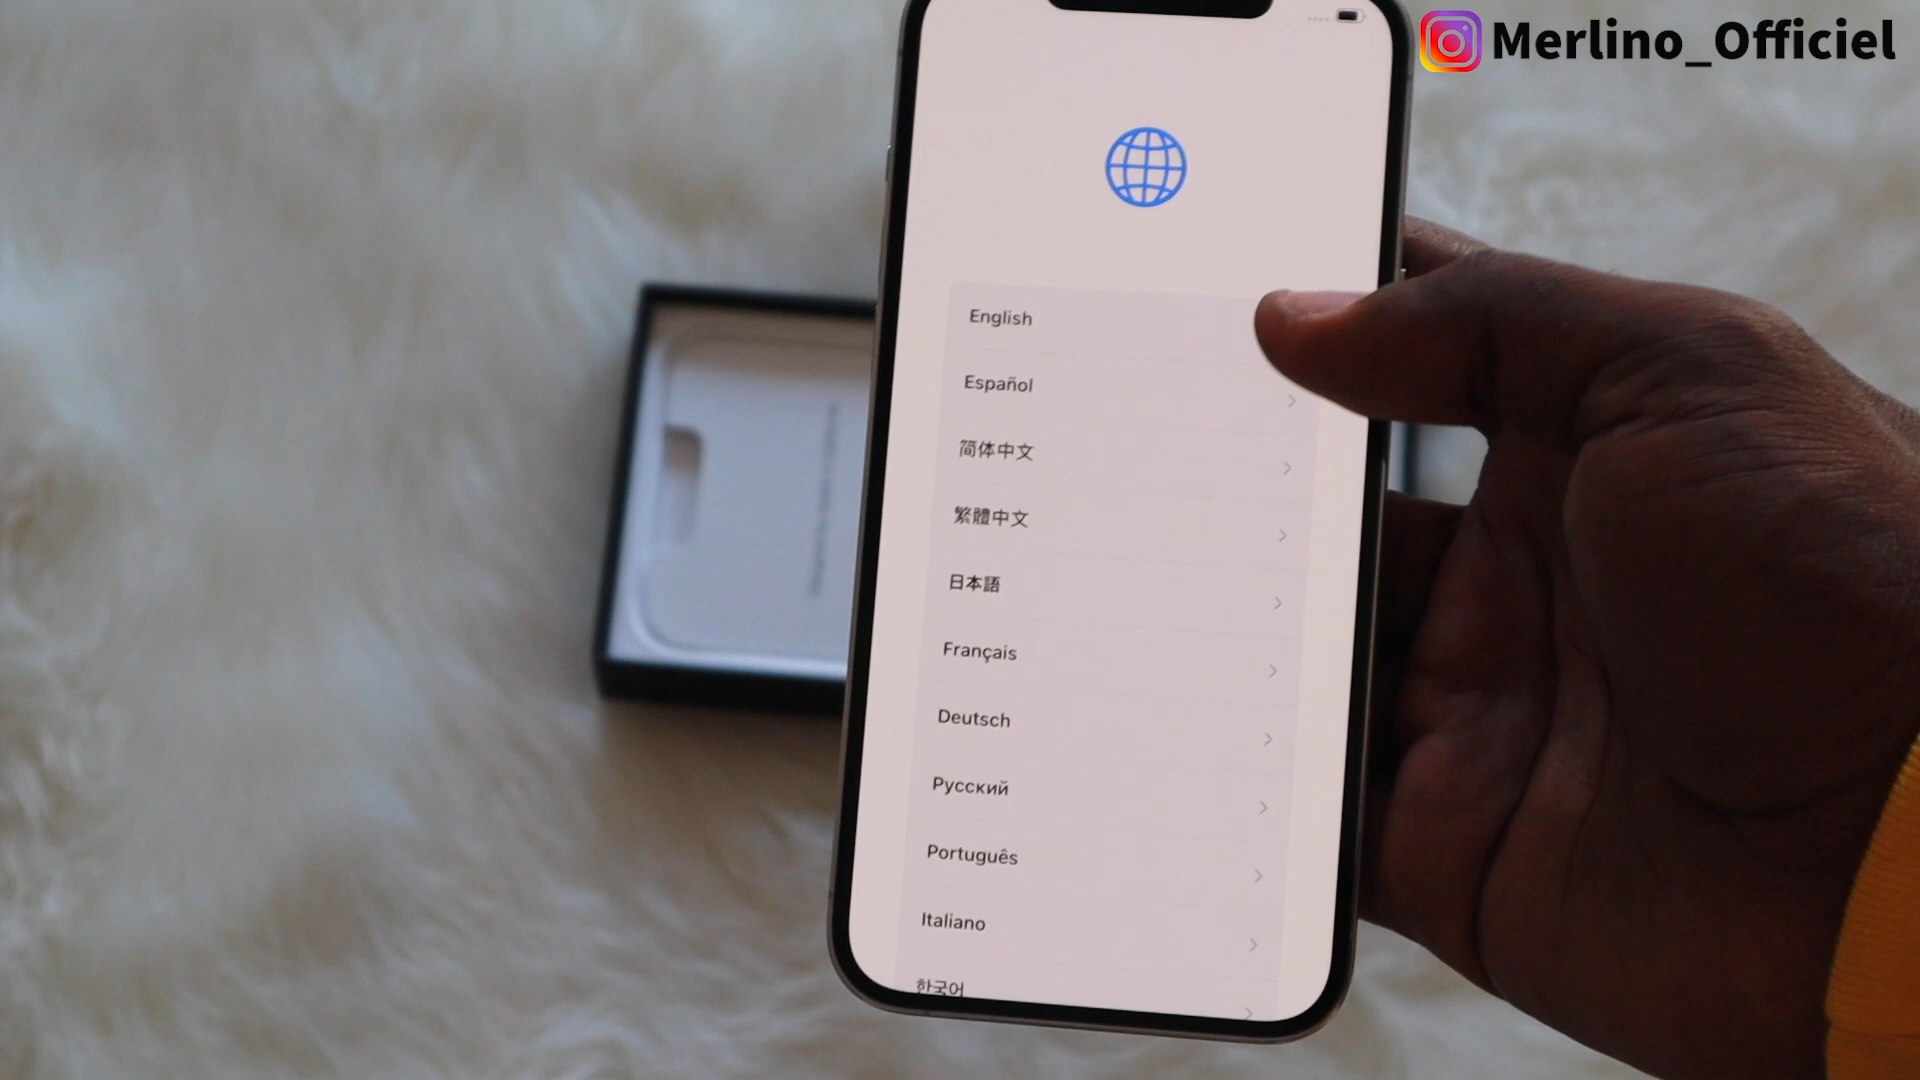 Merlino_Officiel
English
Español
简体中文
繁體中文
日本語
Français
Deutsch
Русский
Português
Italiano
한국어